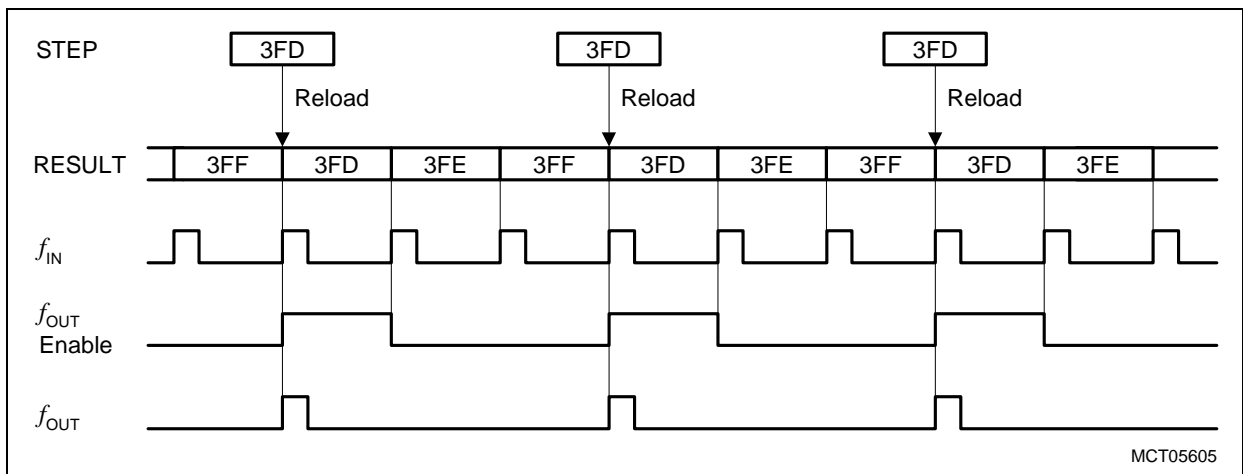 STEP 3FD 3FD 3FD
Reload Reload Reload
RESULT 3FF 3FD 3FE 3FF 3FD 3FE 3FF 3FD 3FE
fIN
fOUT
Enable
fOUT
MCT05605